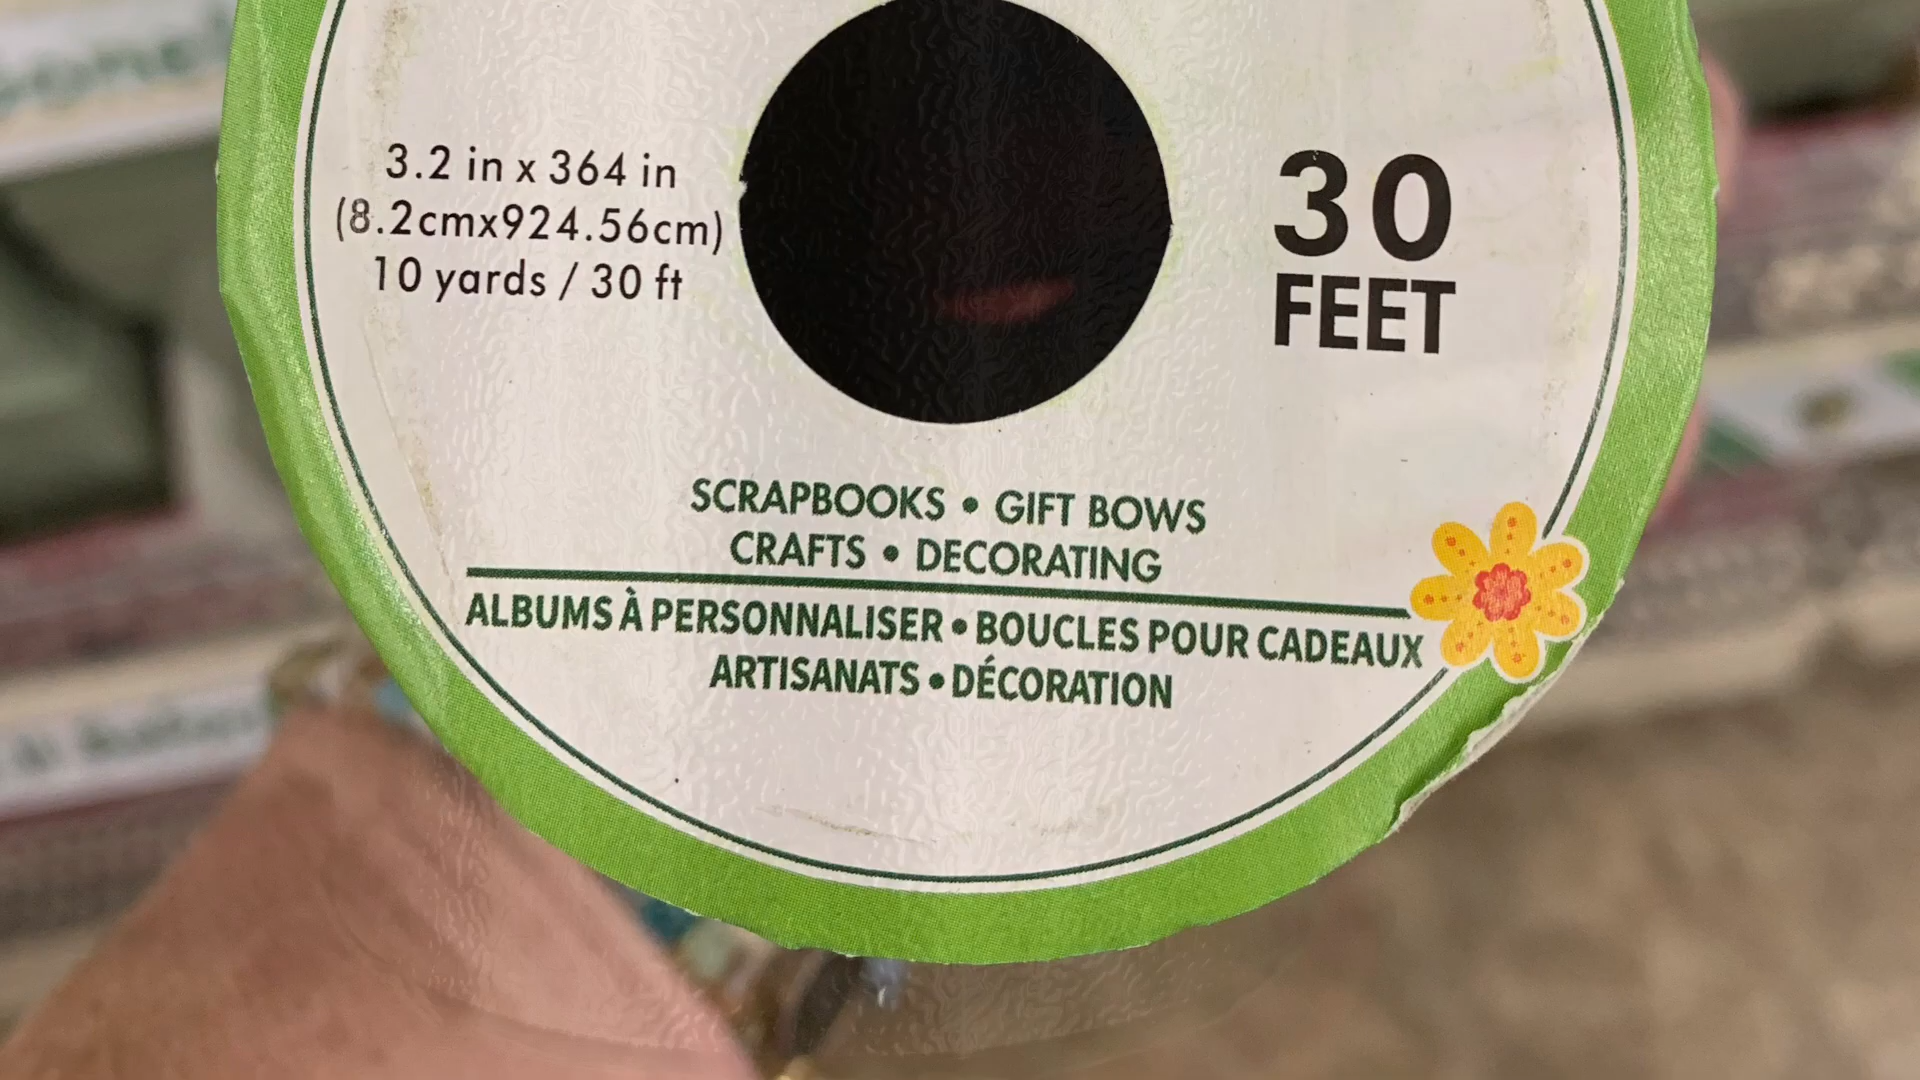 3.2 in x 364 in
(8.2cmx924.56cm)
10 yards / 30 ft
30
FEET
SCRAPBOOKS • GIFT BOWS
CRAFTS • DECORATING
ALBUMS À PERSONNALISER • BOUCLES POUR CADEAUX
ARTISANATS • DÉCORATION